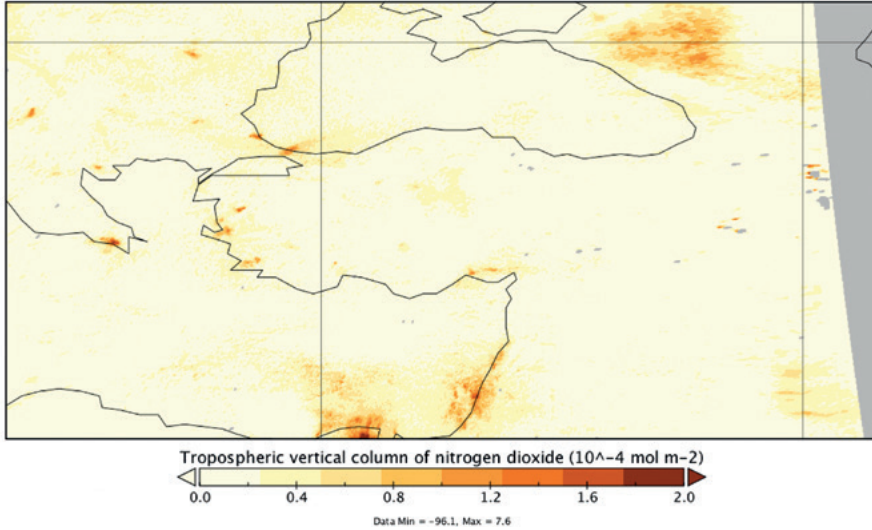 Tropospheric vertical column of nitrogen dioxide (10^-4 mol m-2)
0.0 0.4 0.8 1.2 1.6 2.0
Data Min = -96.1, Max = 7.6